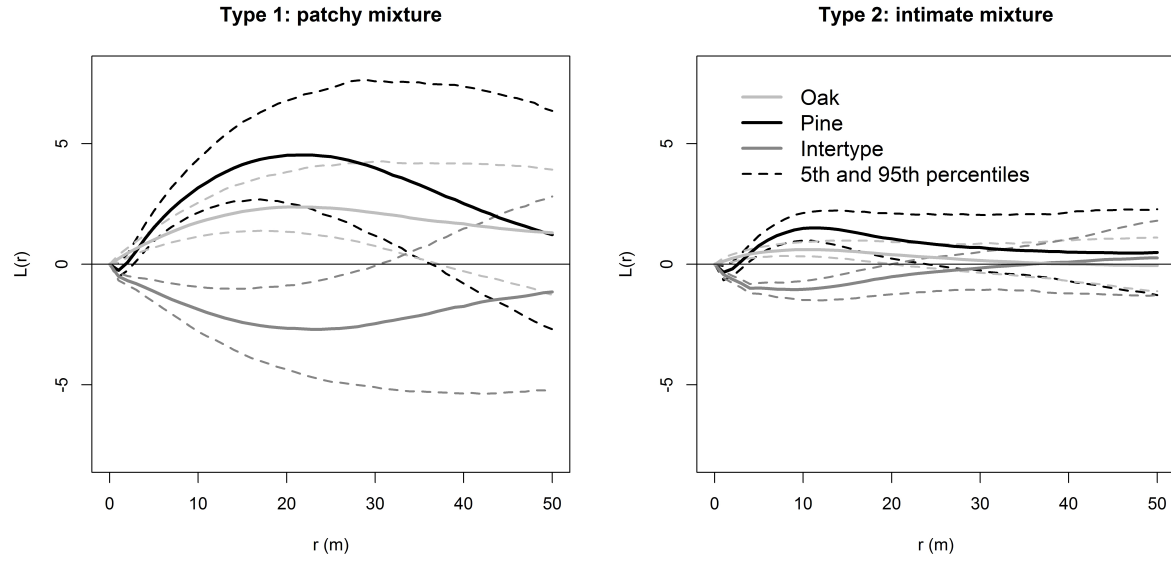 Type 1: patchy mixture
L(r)
5
0
-5
0 10 20 30 40 50
r (m)
Type 2: intimate mixture
Oak
Pine
Intertype
5th and 95th percentiles
L(r)
5
0
-5
0 10 20 30 40 50
r (m)